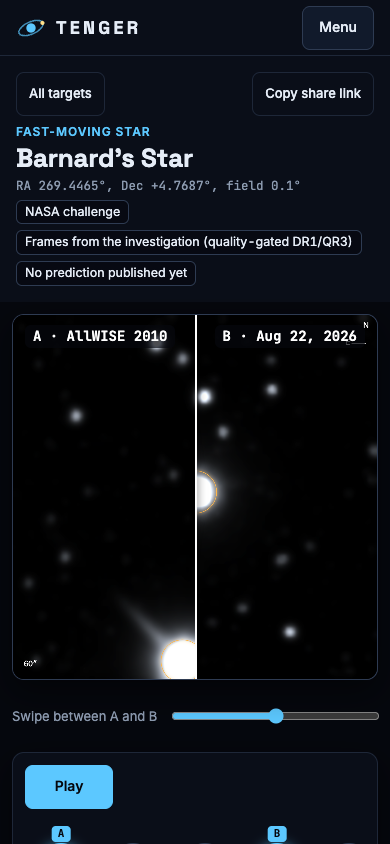 TENGER
Menu
All targets
Copy share link
FAST-MOVING STAR
Barnard's Star
RA 269.4465°, Dec +4.7687°, field 0.1°
NASA challenge
Frames from the investigation (quality-gated DR1/QR3)
No prediction published yet
A · AllWISE 2010
B · Aug 22, 2026
N
60"
Swipe between A and B
Play
A
B